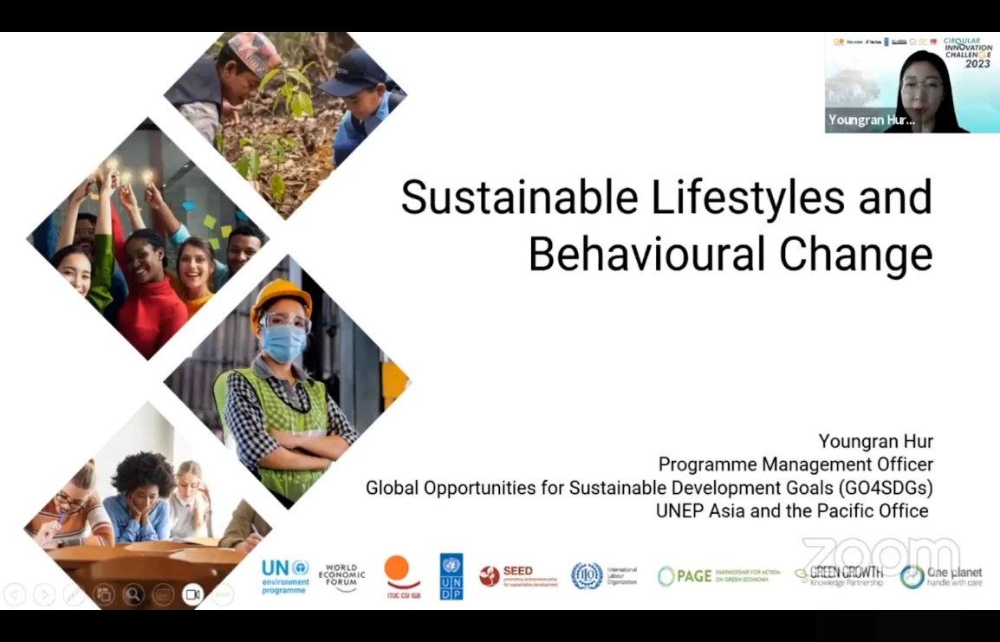 CIRCULAR
INNOVATION
CHALLENGE
2023
Youngran Hur...
Sustainable Lifestyles and
Behavioural Change
Youngran Hur
Programme Management Officer
Global Opportunities for Sustainable Development Goals (GO4SDGs)
UNEP Asia and the Pacific Office
zoom
UN
environment
programme
WORLD
ECONOMIC
FORUM
ITUC CSI IGB
UN
DP
SEED
promoting entrepreneurship
for sustainable development
International
Labour
Organization
PAGE PARTNERSHIP FOR ACTION
ON GREEN ECONOMY
GREEN GROWTH
Knowledge Partnership
One planet
handle with care